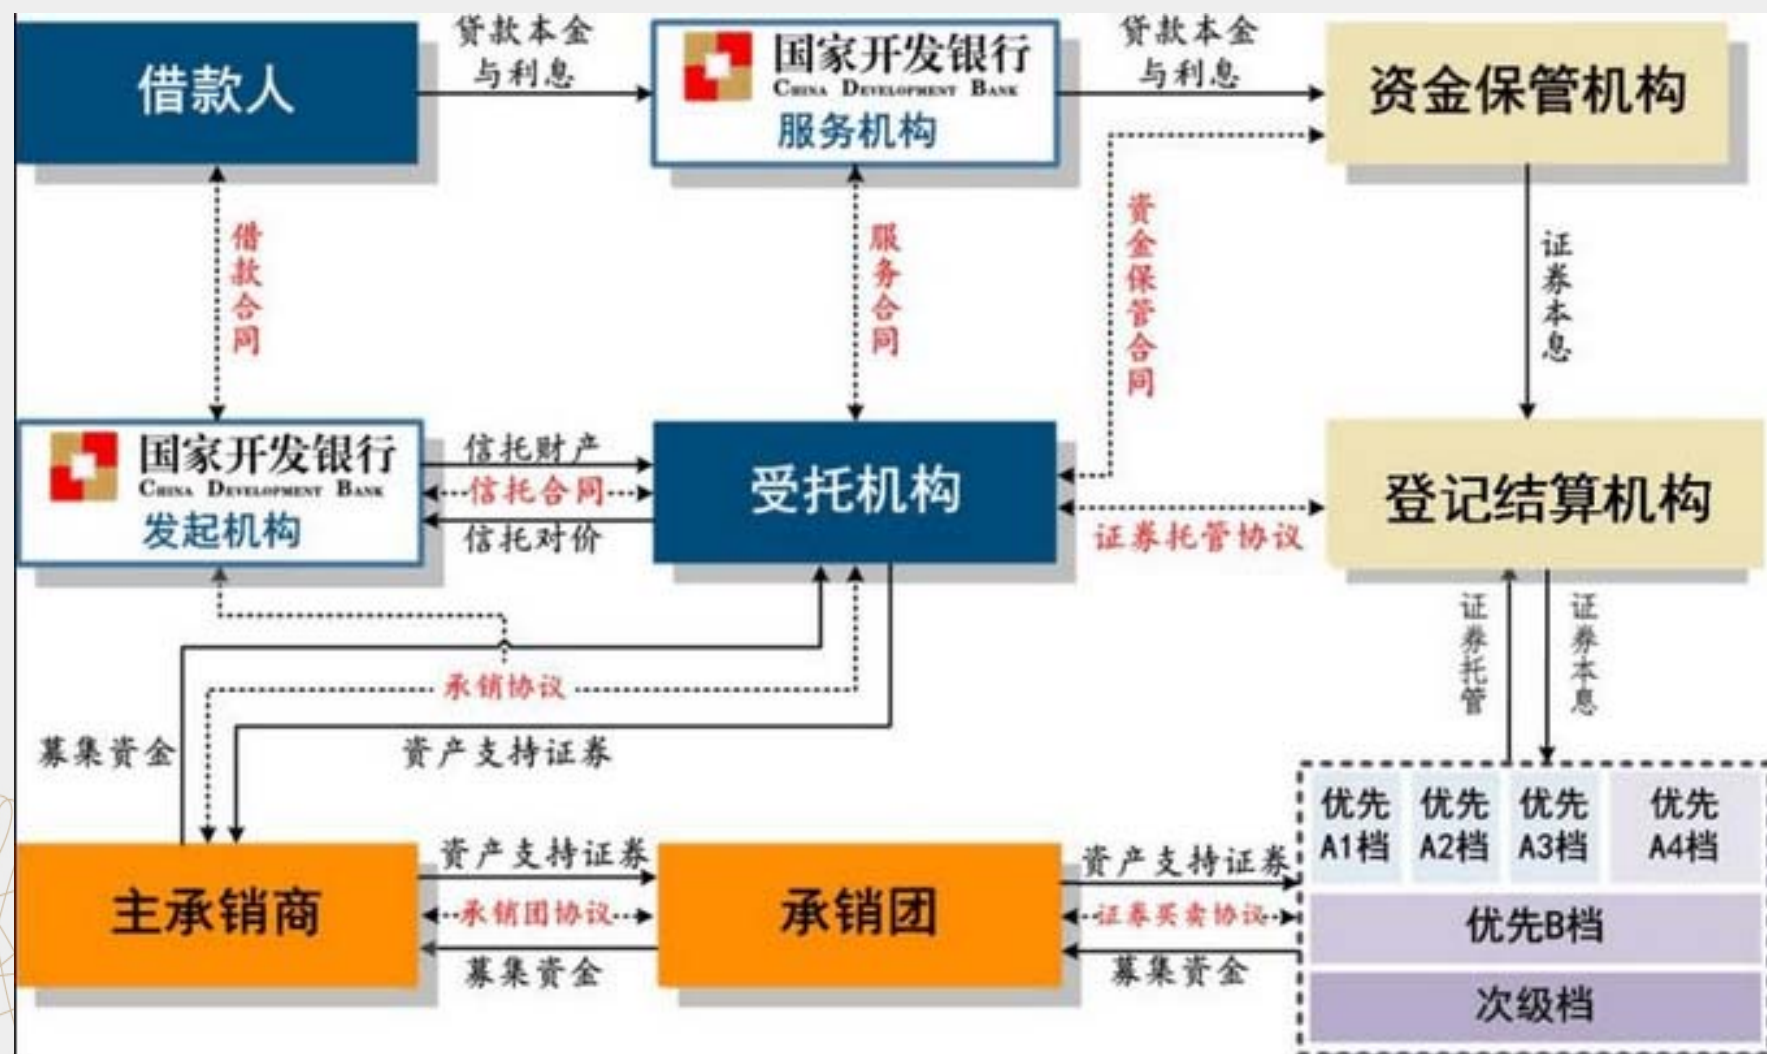 借款人
贷款本金
与利息
国家开发银行
CHINA DEVELOPMENT BANK
服务机构
贷款本金
与利息
资金保管机构
借款合同
服务合同
资金保管合同
证券本息
国家开发银行
CHINA DEVELOPMENT BANK
发起机构
信托财产
信托合同
信托对价
受托机构
证券托管协议
登记结算机构
承销协议
募集资金
资产支持证券
证券托管
证券本息
主承销商
资产支持证券
承销团协议
募集资金
承销团
资产支持证券
证券买卖协议
募集资金
优先
A1档
优先
A2档
优先
A3档
优先
A4档
优先B档
次级档